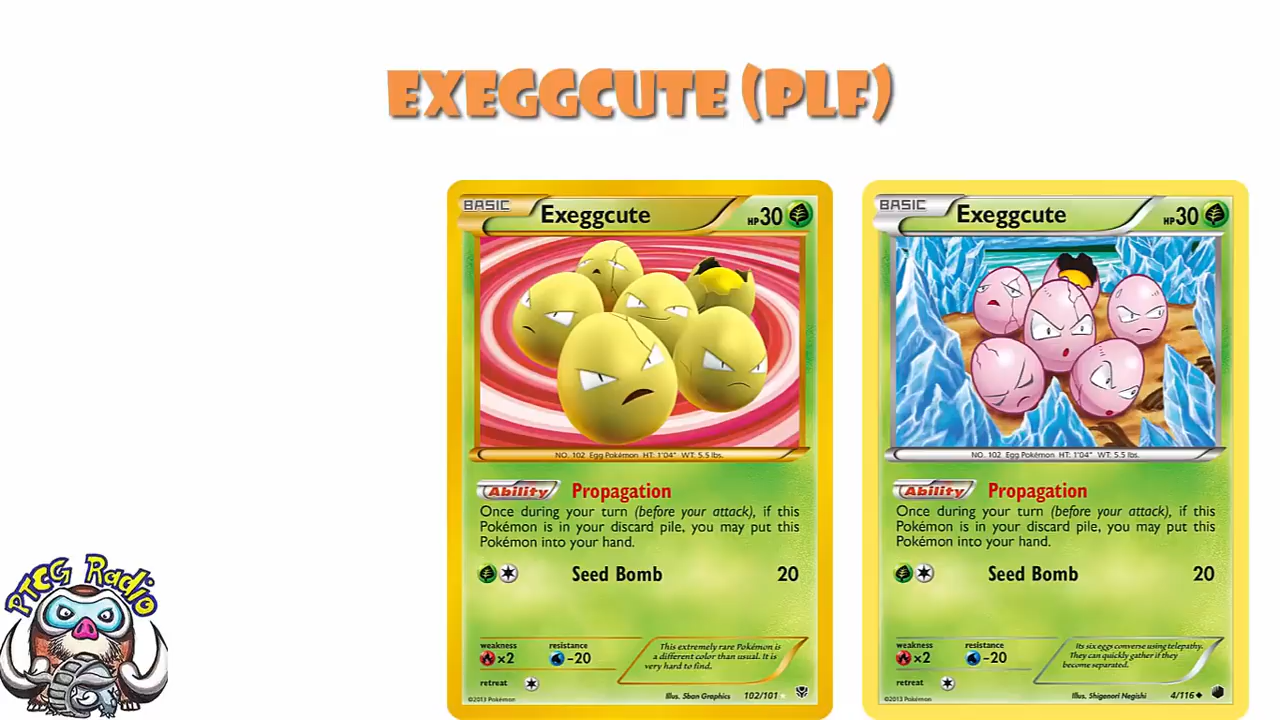 EXEGGCUTE (PLF)
BASIC
Exeggcute
HP 30
NO. 102 Egg Pokémon HT: 1'04" WT: 5.5 lbs.
Ability Propagation
Once during your turn (before your attack), if this
Pokémon is in your discard pile, you may put this
Pokémon into your hand.
Seed Bomb 20
weakness
×2
resistance
-20
retreat
This extremely rare Pokémon is
a different color than usual. It is
very hard to find.
©2013 Pokémon
Illus. 5ban Graphics
102/101
BASIC
Exeggcute
HP 30
NO. 102 Egg Pokémon HT: 1'04" WT: 5.5 lbs.
Ability Propagation
Once during your turn (before your attack), if this
Pokémon is in your discard pile, you may put this
Pokémon into your hand.
Seed Bomb 20
weakness
×2
resistance
-20
retreat
Its six eggs converse using telepathy.
They can quickly gather if they
become separated.
©2013 Pokémon
Illus. Shigenori Negishi
4/116
PTCG Radio